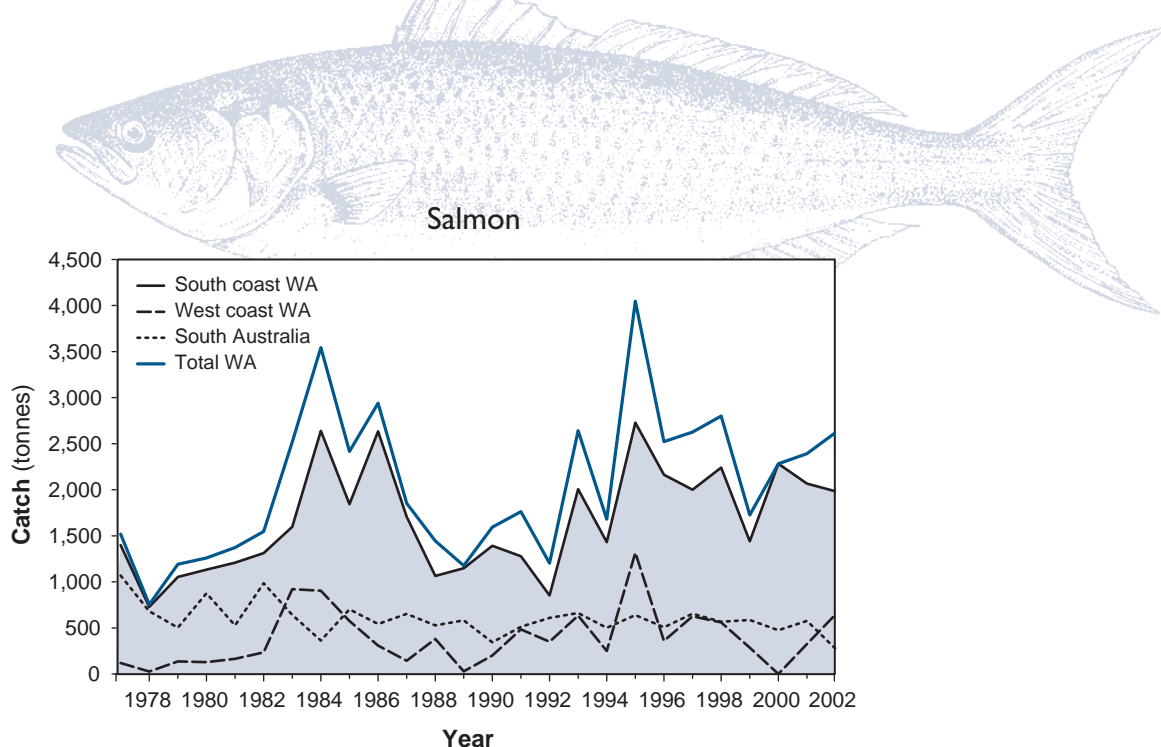 Salmon
4,500
4,000
3,500
3,000
2,500
2,000
1,500
1,000
500
0
Catch (tonnes)
South coast WA
West coast WA
South Australia
Total WA
1978 1980 1982 1984 1986 1988 1990 1992 1994 1996 1998 2000 2002
Year